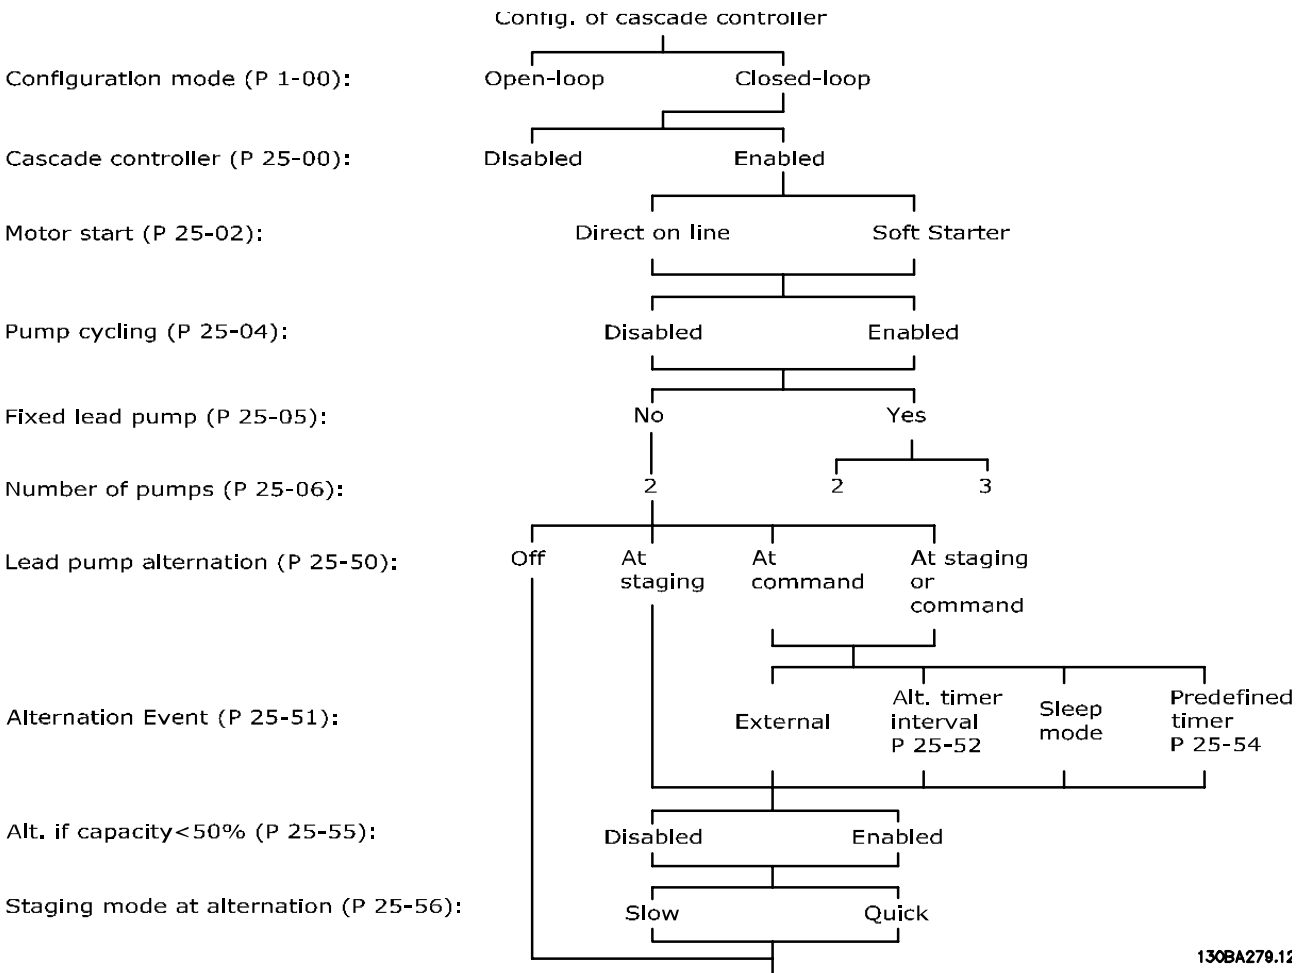 Config. of cascade controller
Configuration mode (P 1-00):
Open-loop
Closed-loop
Cascade controller (P 25-00):
Disabled
Enabled
Motor start (P 25-02):
Direct on line
Soft Starter
Pump cycling (P 25-04):
Disabled
Enabled
Fixed lead pump (P 25-05):
No
Yes
Number of pumps (P 25-06):
2
2
3
Lead pump alternation (P 25-50):
Off
At
staging
At
command
At staging
or
command
Alternation Event (P 25-51):
External
Alt. timer
interval
P 25-52
Sleep
mode
Predefined
timer
P 25-54
Alt. if capacity<50% (P 25-55):
Disabled
Enabled
Staging mode at alternation (P 25-56):
Slow
Quick
130BA279.12